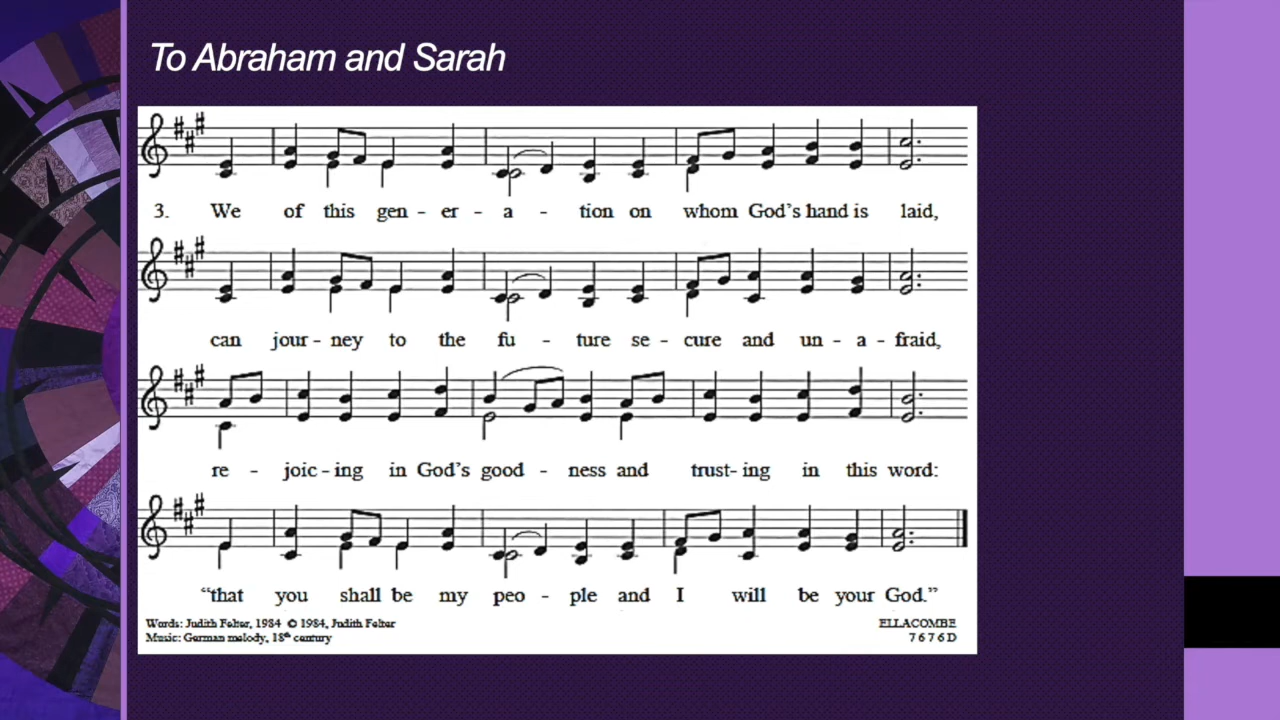 To Abraham and Sarah
3. We of this gen - er - a - tion on whom God's hand is laid,
can jour - ney to the fu - ture se - cure and un - a - fraid,
re - joic - ing in God's good - ness and trust- ing in this word:
“that you shall be my peo - ple and I will be your God.”
Words: Judith Fetter, 1984 © 1984, Judith Fetter ELLACOMBE
Music: German melody, 18th century 7 6 7 6 D